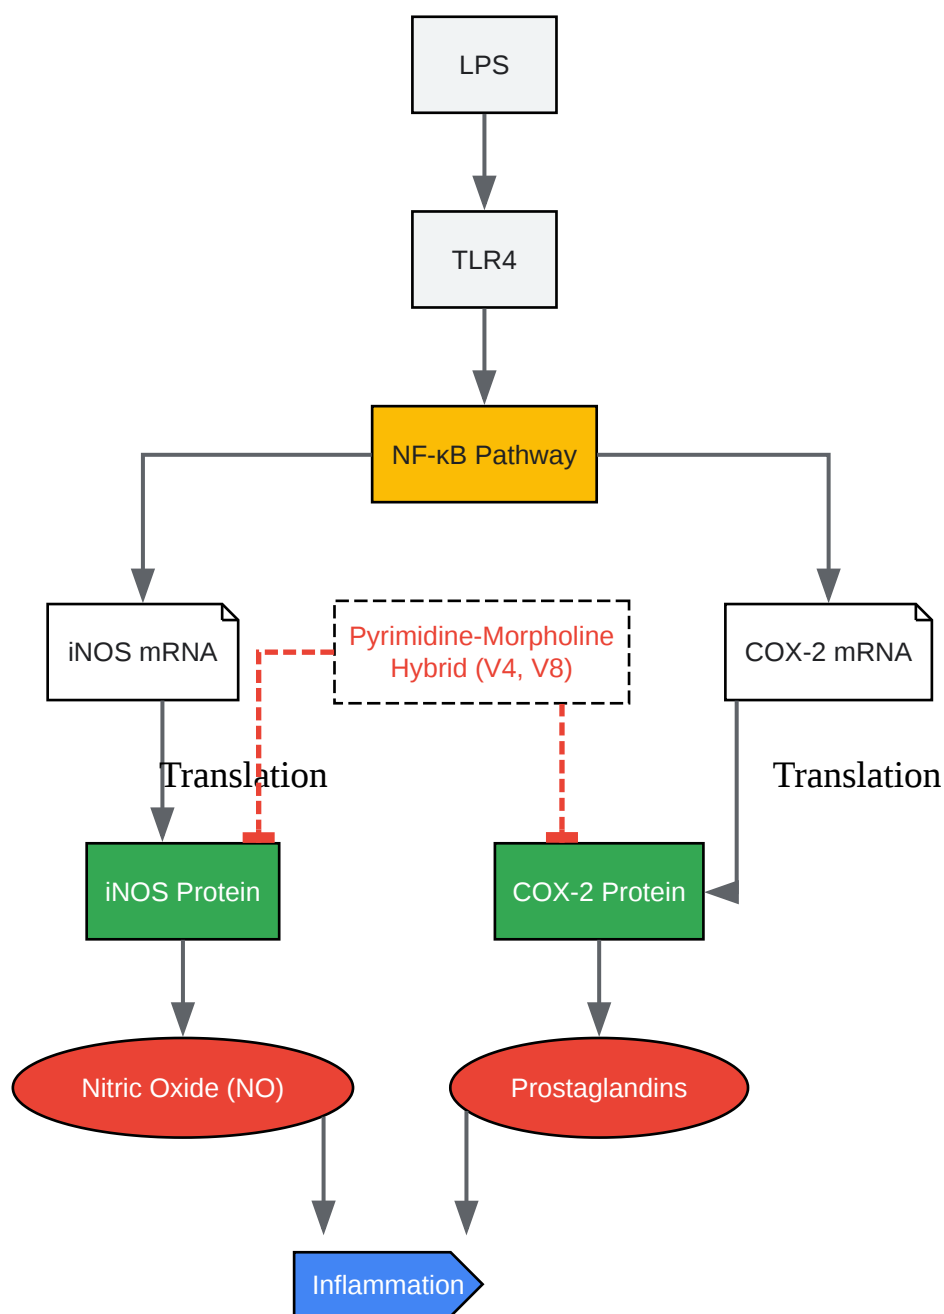 LPS
TLR4
NF-κB Pathway
iNOS mRNA
Pyrimidine-Morpholine
Hybrid (V4, V8)
COX-2 mRNA
Translation
Translation
iNOS Protein
COX-2 Protein
Nitric Oxide (NO)
Prostaglandins
Inflammation